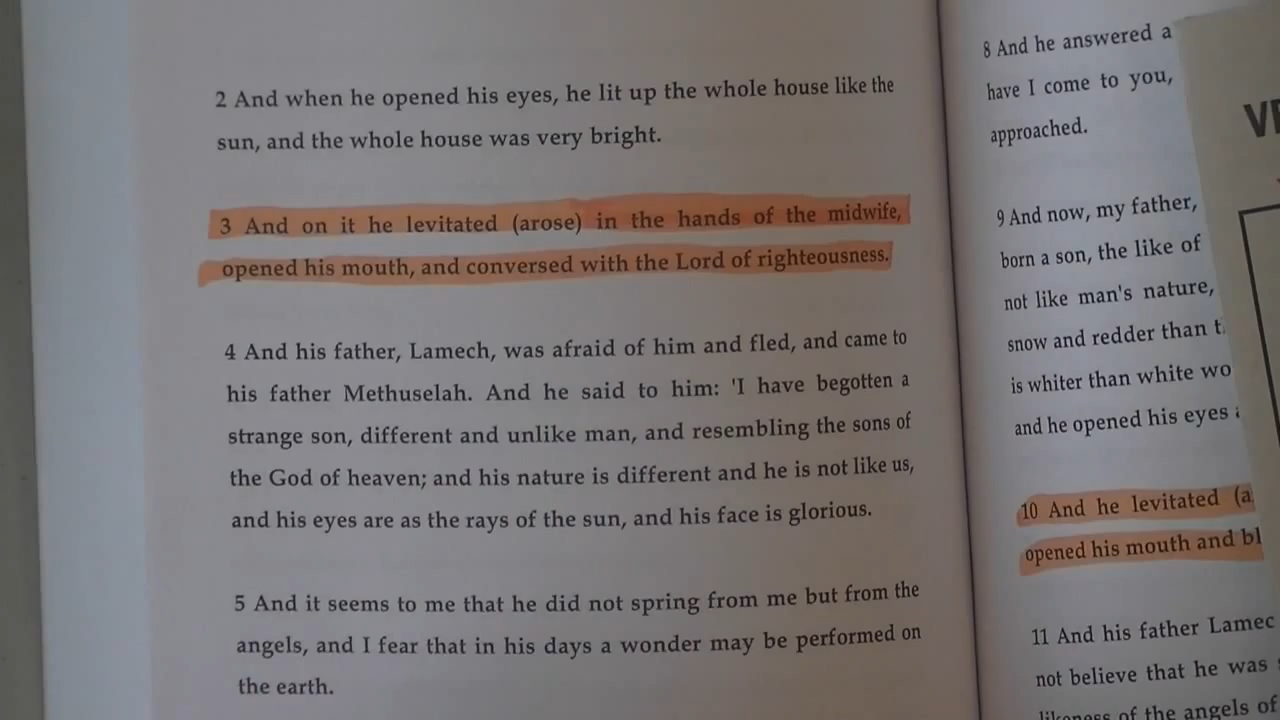 2 And when he opened his eyes, he lit up the whole house like the
sun, and the whole house was very bright.
3 And on it he levitated (arose) in the hands of the midwife,
opened his mouth, and conversed with the Lord of righteousness.
4 And his father, Lamech, was afraid of him and fled, and came to
his father Methuselah. And he said to him: 'I have begotten a
strange son, different and unlike man, and resembling the sons of
the God of heaven; and his nature is different and he is not like us,
and his eyes are as the rays of the sun, and his face is glorious.
5 And it seems to me that he did not spring from me but from the
angels, and I fear that in his days a wonder may be performed on
the earth.
8 And he answered a
have I come to you,
approached.
9 And now, my father,
born a son, the like of
not like man's nature,
snow and redder than
is whiter than white wo
and he opened his eyes
10 And he levitated (a
opened his mouth and bl
11 And his father Lamec
not believe that he was
of the angels of